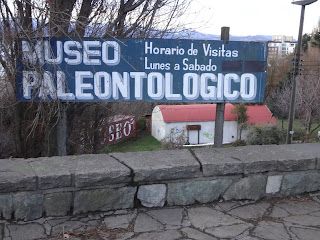 MUSEO
PALEONTOLOGICO
Horario de Visitas
Lunes a Sabado